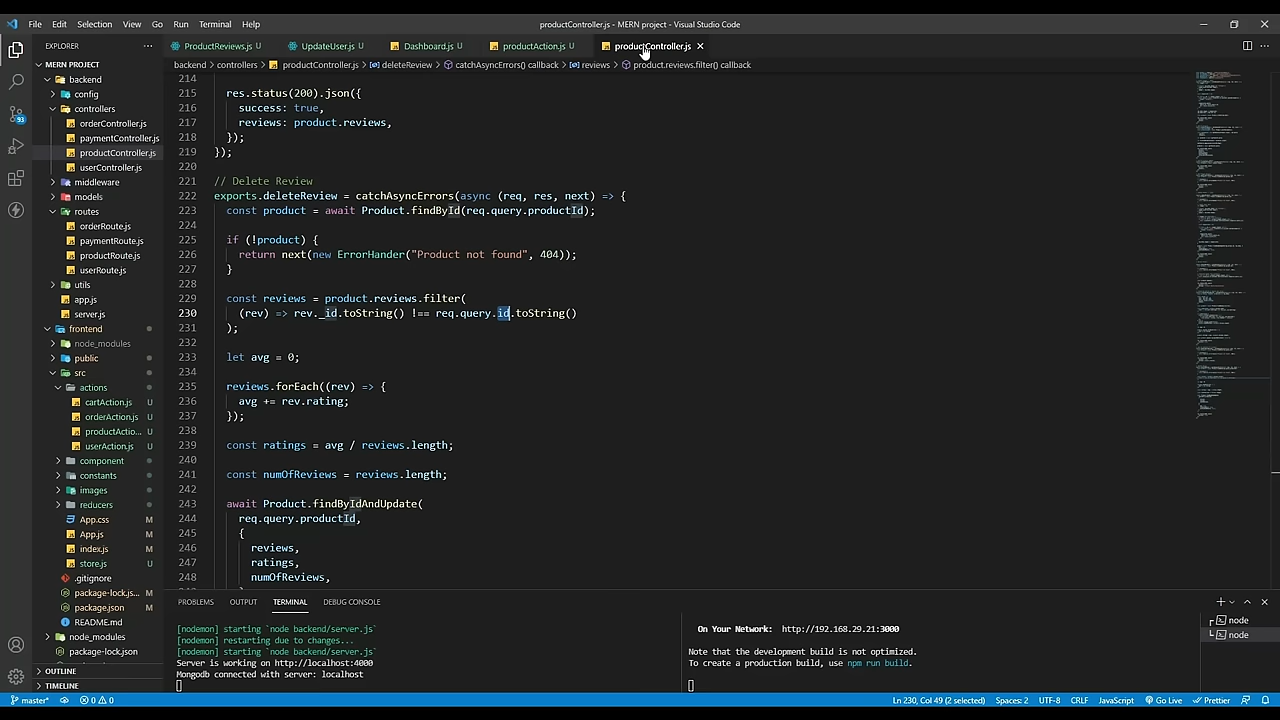 File Edit Selection View Go Run Terminal Help
productController.js - MERN project - Visual Studio Code
EXPLORER
MERN PROJECT
backend
config
controllers
orderController.js
paymentController.js
productController.js
userController.js
middleware
models
routes
orderRoute.js
paymentRoute.js
productRoute.js
userRoute.js
utils
app.js
server.js
frontend
node_modules
public
src
actions
cartAction.js U
orderAction.js U
productActio... U
userAction.js U
component
constants
images
reducers
App.css M
App.js M
index.js M
store.js M
.gitignore
package-lock.js... M
package.json M
README.md
node_modules
package-lock.json
OUTLINE
TIMELINE
ProductReviews.js U UpdateUser.js U Dashboard.js U productAction.js U productController.js
backend > controllers > productController.js > deleteReview > catchAsyncErrors() callback > reviews > product.reviews.filter() callback
214
215 res.status(200).json({
216 success: true,
217 reviews: product.reviews,
218 });
219 });
220
221 // Delete Review
222 exports.deleteReview = catchAsyncErrors(async (req, res, next) => {
223 const product = await Product.findById(req.query.productId);
224
225 if (!product) {
226 return next(new ErrorHander("Product not found", 404));
227 }
228
229 const reviews = product.reviews.filter(
230 (rev) => rev._id.toString() !== req.query.id.toString()
231 );
232
233 let avg = 0;
234
235 reviews.forEach((rev) => {
236 avg += rev.rating;
237 });
238
239 const ratings = avg / reviews.length;
240
241 const numOfReviews = reviews.length;
242
243 await Product.findByIdAndUpdate(
244 req.query.productId,
245 {
246 reviews,
247 ratings,
248 numOfReviews,
PROBLEMS OUTPUT TERMINAL DEBUG CONSOLE
[nodemon] starting `node backend/server.js`
[nodemon] restarting due to changes...
[nodemon] starting `node backend/server.js`
Server is working on http://localhost:4000
Mongodb connected with server: localhost
On Your Network: http://192.168.29.21:3000
Note that the development build is not optimized.
To create a production build, use npm run build.
node
node
93
master* 0 0 Ln 230, Col 49 (2 selected) Spaces: 2 UTF-8 CRLF JavaScript Go Live Prettier